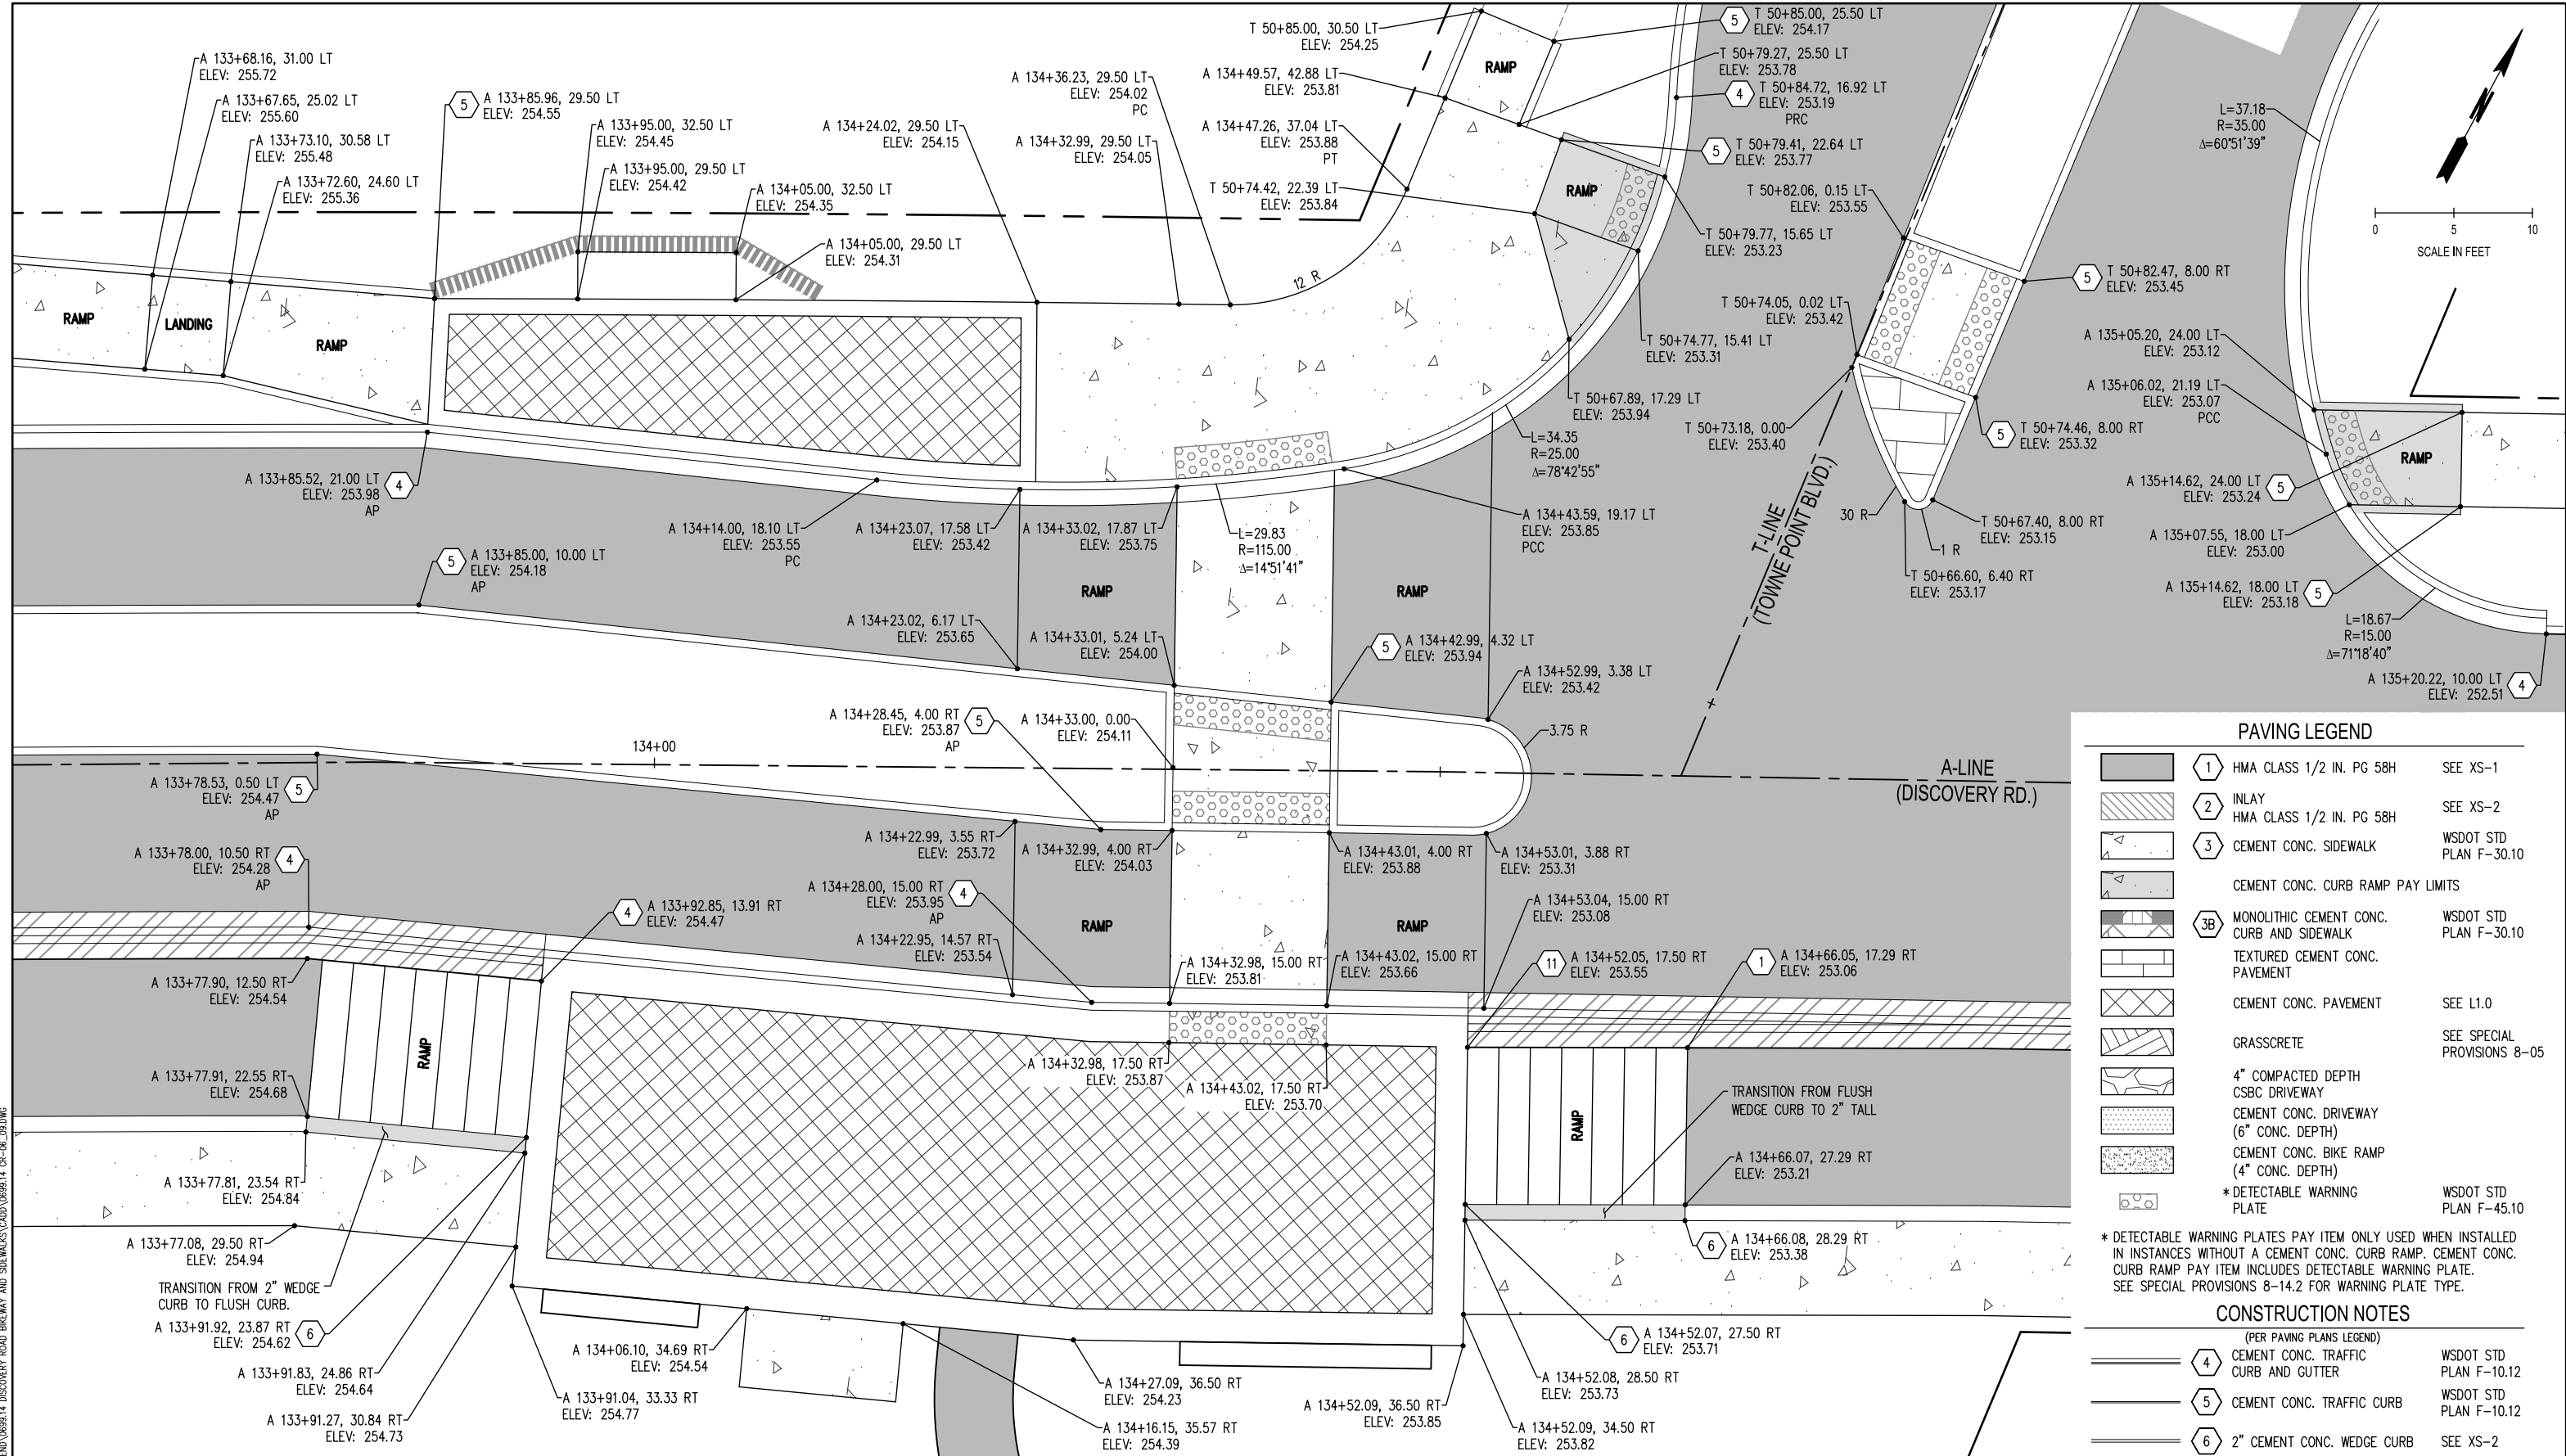 A 133+68.16, 31.00 LT
ELEV: 255.72
A 133+67.65, 25.02 LT
ELEV: 255.60
A 133+73.10, 30.58 LT
ELEV: 255.48
A 133+72.60, 24.60 LT
ELEV: 255.36
5
A 133+85.96, 29.50 LT
ELEV: 254.55
A 133+95.00, 32.50 LT
ELEV: 254.45
A 133+95.00, 29.50 LT
ELEV: 254.42
A 134+05.00, 32.50 LT
ELEV: 254.35
A 134+05.00, 29.50 LT
ELEV: 254.31
A 134+24.02, 29.50 LT
ELEV: 254.15
A 134+36.23, 29.50 LT
ELEV: 254.02
PC
A 134+32.99, 29.50 LT
ELEV: 254.05
T 50+85.00, 30.50 LT
ELEV: 254.25
A 134+49.57, 42.88 LT
ELEV: 253.81
A 134+47.26, 37.04 LT
ELEV: 253.88
PT
T 50+74.42, 22.39 LT
ELEV: 253.84
12 R
RAMP
5
T 50+85.00, 25.50 LT
ELEV: 254.17
T 50+79.27, 25.50 LT
ELEV: 253.78
4
T 50+84.72, 16.92 LT
ELEV: 253.19
PRC
5
T 50+79.41, 22.64 LT
ELEV: 253.77
RAMP
T 50+79.77, 15.65 LT
ELEV: 253.23
T 50+74.77, 15.41 LT
ELEV: 253.31
T 50+67.89, 17.29 LT
ELEV: 253.94
T 50+82.06, 0.15 LT
ELEV: 253.55
T 50+74.05, 0.02 LT
ELEV: 253.42
T 50+73.18, 0.00
ELEV: 253.40
L=37.18
R=35.00
Δ=60°51'39"
N
0 5 10
SCALE IN FEET
5
T 50+82.47, 8.00 RT
ELEV: 253.45
A 135+05.20, 24.00 LT
ELEV: 253.12
A 135+06.02, 21.19 LT
ELEV: 253.07
PCC
5
T 50+74.46, 8.00 RT
ELEV: 253.32
A 135+14.62, 24.00 LT
ELEV: 253.24
5
RAMP
A 135+07.55, 18.00 LT
ELEV: 253.00
A 135+14.62, 18.00 LT
ELEV: 253.18
5
L=18.67
R=15.00
Δ=71°18'40"
A 135+20.22, 10.00 LT
ELEV: 252.51
4
30 R
1 R
T 50+67.40, 8.00 RT
ELEV: 253.15
T 50+66.60, 6.40 RT
ELEV: 253.17
T-LINE
(TOWNE POINT BLVD.)
RAMP
LANDING
RAMP
A 133+85.52, 21.00 LT
ELEV: 253.98
AP
4
5
A 133+85.00, 10.00 LT
ELEV: 254.18
AP
A 134+14.00, 18.10 LT
ELEV: 253.55
PC
A 134+23.07, 17.58 LT
ELEV: 253.42
A 134+33.02, 17.87 LT
ELEV: 253.75
L=29.83
R=115.00
Δ=14°51'41"
L=34.35
R=25.00
Δ=78°42'55"
A 134+43.59, 19.17 LT
ELEV: 253.85
PCC
RAMP
RAMP
A 134+23.02, 6.17 LT
ELEV: 253.65
A 134+33.01, 5.24 LT
ELEV: 254.00
5
A 134+42.99, 4.32 LT
ELEV: 253.94
A 134+52.99, 3.38 LT
ELEV: 253.42
3.75 R
A 134+28.45, 4.00 RT
ELEV: 253.87
AP
5
A 134+33.00, 0.00
ELEV: 254.11
134+00
A-LINE
(DISCOVERY RD.)
A 133+78.53, 0.50 LT
ELEV: 254.47
AP
5
A 133+78.00, 10.50 RT
ELEV: 254.28
AP
4
A 134+22.99, 3.55 RT
ELEV: 253.72
A 134+32.99, 4.00 RT
ELEV: 254.03
A 134+43.01, 4.00 RT
ELEV: 253.88
A 134+53.01, 3.88 RT
ELEV: 253.31
4
A 133+92.85, 13.91 RT
ELEV: 254.47
A 134+28.00, 15.00 RT
ELEV: 253.95
AP
4
A 134+22.95, 14.57 RT
ELEV: 253.54
RAMP
RAMP
A 134+53.04, 15.00 RT
ELEV: 253.08
A 134+32.98, 15.00 RT
ELEV: 253.81
A 134+43.02, 15.00 RT
ELEV: 253.66
11
A 134+52.05, 17.50 RT
ELEV: 253.55
1
A 134+66.05, 17.29 RT
ELEV: 253.06
A 133+77.90, 12.50 RT
ELEV: 254.54
RAMP
A 133+77.91, 22.55 RT
ELEV: 254.68
A 134+32.98, 17.50 RT
ELEV: 253.87
A 134+43.02, 17.50 RT
ELEV: 253.70
TRANSITION FROM FLUSH
WEDGE CURB TO 2" TALL
RAMP
A 134+66.07, 27.29 RT
ELEV: 253.21
A 133+77.81, 23.54 RT
ELEV: 254.84
A 133+77.08, 29.50 RT
ELEV: 254.94
TRANSITION FROM 2" WEDGE
CURB TO FLUSH CURB.
A 133+91.92, 23.87 RT
ELEV: 254.62
6
A 133+91.83, 24.86 RT
ELEV: 254.64
A 133+91.27, 30.84 RT
ELEV: 254.73
A 133+91.04, 33.33 RT
ELEV: 254.77
A 134+06.10, 34.69 RT
ELEV: 254.54
A 134+27.09, 36.50 RT
ELEV: 254.23
A 134+16.15, 35.57 RT
ELEV: 254.39
A 134+52.09, 36.50 RT
ELEV: 253.85
6
A 134+66.08, 28.29 RT
ELEV: 253.38
6
A 134+52.07, 27.50 RT
ELEV: 253.71
A 134+52.08, 28.50 RT
ELEV: 253.73
A 134+52.09, 34.50 RT
ELEV: 253.82
PAVING LEGEND
1 HMA CLASS 1/2 IN. PG 58H SEE XS-1
2 INLAY
HMA CLASS 1/2 IN. PG 58H SEE XS-2
3 CEMENT CONC. SIDEWALK WSDOT STD
PLAN F-30.10
CEMENT CONC. CURB RAMP PAY LIMITS
3B MONOLITHIC CEMENT CONC. WSDOT STD
CURB AND SIDEWALK PLAN F-30.10
TEXTURED CEMENT CONC.
PAVEMENT
CEMENT CONC. PAVEMENT SEE L1.0
GRASSCRETE SEE SPECIAL
PROVISIONS 8-05
4" COMPACTED DEPTH
CSBC DRIVEWAY
CEMENT CONC. DRIVEWAY
(6" CONC. DEPTH)
CEMENT CONC. BIKE RAMP
(4" CONC. DEPTH)
* DETECTABLE WARNING WSDOT STD
PLATE PLAN F-45.10
* DETECTABLE WARNING PLATES PAY ITEM ONLY USED WHEN INSTALLED
IN INSTANCES WITHOUT A CEMENT CONC. CURB RAMP. CEMENT CONC.
CURB RAMP PAY ITEM INCLUDES DETECTABLE WARNING PLATE.
SEE SPECIAL PROVISIONS 8-14.2 FOR WARNING PLATE TYPE.
CONSTRUCTION NOTES
(PER PAVING PLANS LEGEND)
4 CEMENT CONC. TRAFFIC WSDOT STD
CURB AND GUTTER PLAN F-10.12
5 CEMENT CONC. TRAFFIC CURB WSDOT STD
PLAN F-10.12
6 2" CEMENT CONC. WEDGE CURB SEE XS-2